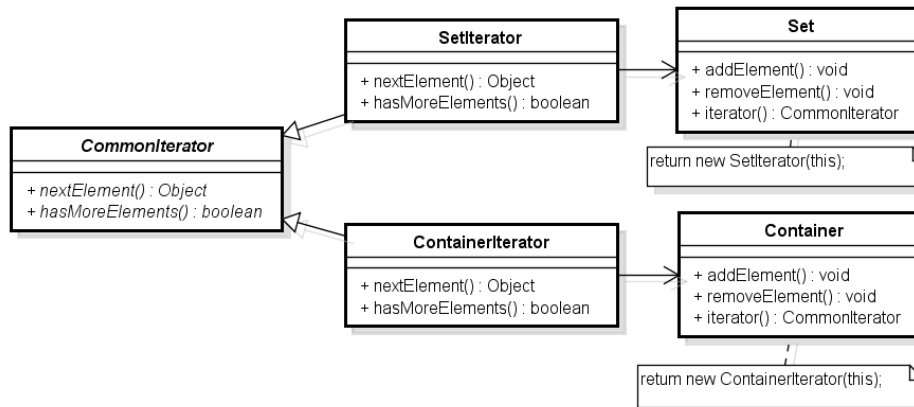 SetIterator
+ nextElement() : Object
+ hasMoreElements() : boolean
Set
+ addElement() : void
+ removeElement() : void
+ iterator() : CommonIterator
return new SetIterator(this);
CommonIterator
+ nextElement() : Object
+ hasMoreElements() : boolean
ContainerIterator
+ nextElement() : Object
+ hasMoreElements() : boolean
Container
+ addElement() : void
+ removeElement() : void
+ iterator() : CommonIterator
return new ContainerIterator(this);